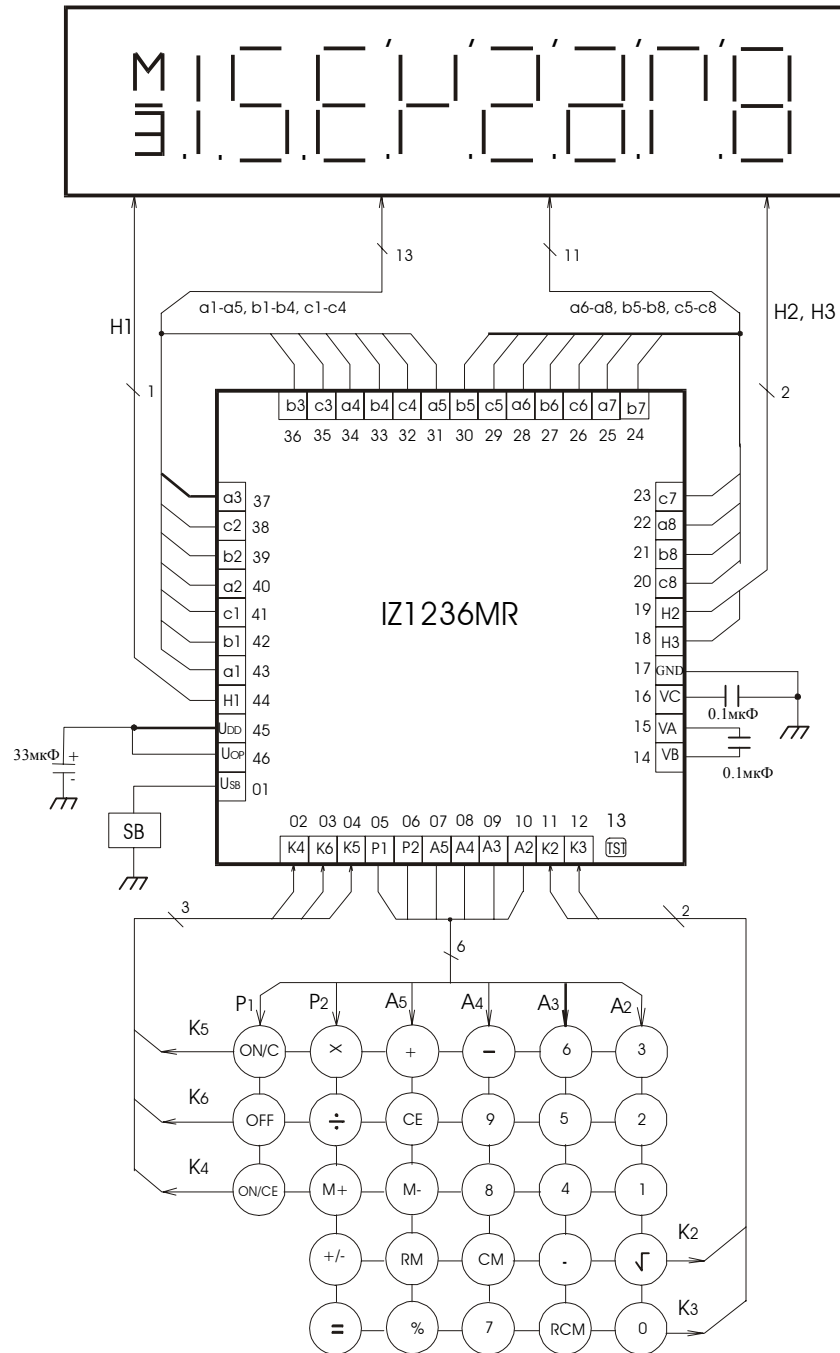 M
13
11
a1-a5, b1-b4, c1-c4
a6-a8, b5-b8, c5-c8
H1
H2, H3
1
2
b3 c3 a4 b4 c4 a5 b5 c5 a6 b6 c6 a7 b7
36 35 34 33 32 31 30 29 28 27 26 25 24
a3 37
c2 38
b2 39
a2 40
c1 41
b1 42
a1 43
H1 44
UDD 45
UOP 46
USB 01
23 c7
22 a8
21 b8
20 c8
19 H2
18 H3
17 GND
16 VC
15 VA
14 VB
IZ1236MR
0.1мкФ
0.1мкФ
33мкФ +
-
SB
02 03 04 05 06 07 08 09 10 11 12 13
K4 K6 K5 P1 P2 A5 A4 A3 A2 K2 K3 TST
3
2
6
P1 P2 A5 A4 A3 A2
K5 ON/C × + − 6 3
K6 OFF ÷ CE 9 5 2
K4 ON/CE M+ M- 8 4 1
+/- RM CM . √ K2
= % 7 RCM 0 K3